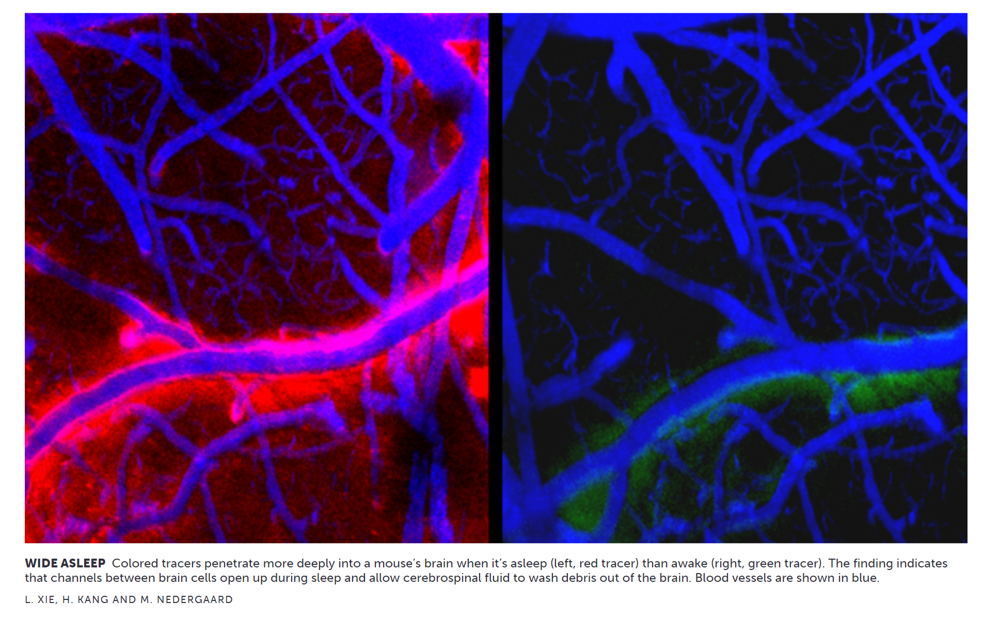 WIDE ASLEEP Colored tracers penetrate more deeply into a mouse’s brain when it’s asleep (left, red tracer) than awake (right, green tracer). The finding indicates
that channels between brain cells open up during sleep and allow cerebrospinal fluid to wash debris out of the brain. Blood vessels are shown in blue.
L. XIE, H. KANG AND M. NEDERGAARD